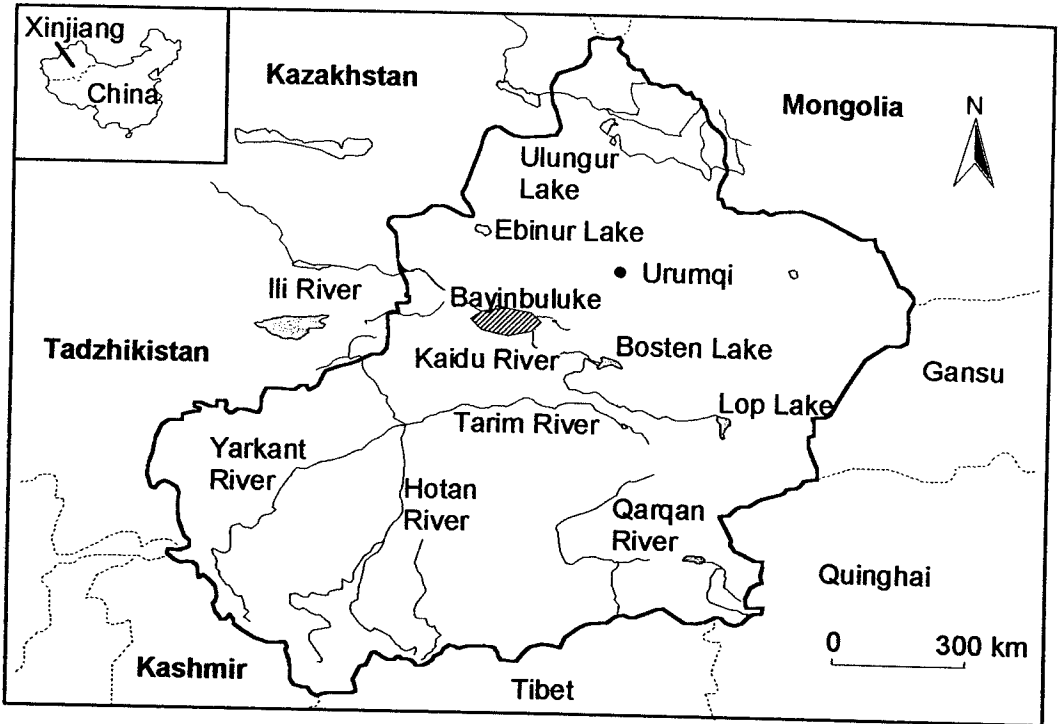 Xinjiang
China
Kazakhstan
Mongolia
N
Ulungur
Lake
Ebinur Lake
Urumqi
Ili River
Bayinbuluke
Tadzhikistan
Kaidu River
Bosten Lake
Gansu
Lop Lake
Tarim River
Yarkant
River
Hotan
River
Qarqan
River
Quinghai
0 300 km
Kashmir
Tibet